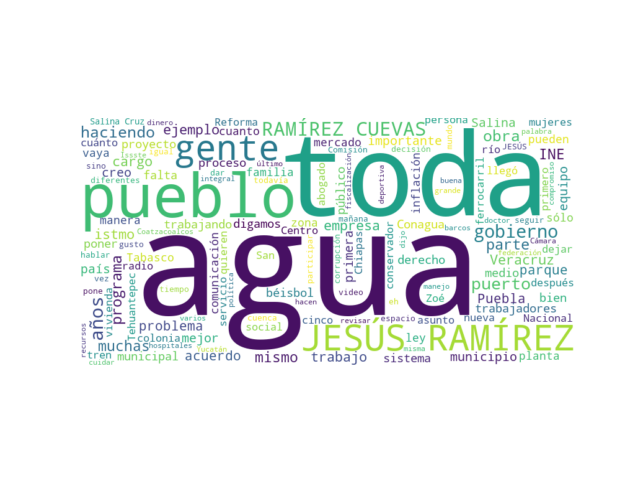 Salina Cruz
dinero
Reforma
persona
mujeres
haciendo
ejemplo
cuanto
RAMÍREZ CUEVAS
Salina
cuánto
proyecto
igual
gente
toda
mercado
Comisión
decisión
importante
obra
pueden
INE
vaya
Issste
proceso
último
JESÚS
palabra
mundo
sino
cargo
dar
familia
abogado
público
fiscalización
inflación
ferrocarril
llegó
primero
equipo
compromiso
creo
falta
integral
todavía
deportiva
buena
grande
diferentes
pueblo
manera
Coatzacoalcos
trabajando
digamos
zona
empresa
mañana
Conagua
barcos
doctor
seguir
sólo
istmo
gusto
quieren
Centro
primera
Chiapas
conservador
dijo
gobierno
Cámara
poner
hablar
agua
San
participar
corrupción
derecho
federación
parte
Veracruz
dejar
Tabasco
país
vez
radio
comunicación
servicio
política
medio
parque
después
años
vivienda
programa
pone
tiempo
béisbol
hacen
video
eh
Zoé
manejo
puerto
Puebla
bien
trabajadores
Tehuantepec
problema
varios
social
cuenca
cinco
revisar
espacio
asunto
nueva
Nacional
recursos
muchas
hospitales
colonia
mejor
JESÚS RAMÍREZ
ley
misma
río
tren
municipal
Yucatán
acuerdo
mismo
trabajo
sistema
municipio
planta
cuidar